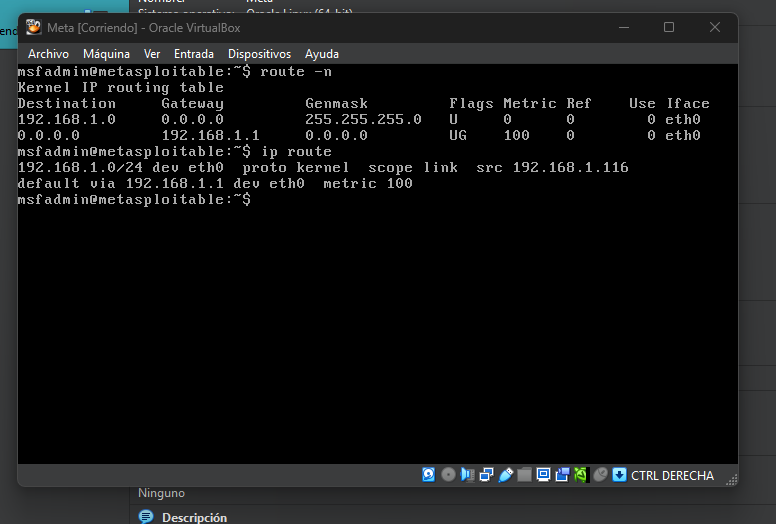 Meta [Corriendo] - Oracle VirtualBox
Archivo Máquina Ver Entrada Dispositivos Ayuda
msfadmin@metasploitable:~$ route -n
Kernel IP routing table
Destination Gateway Genmask Flags Metric Ref Use Iface
192.168.1.0 0.0.0.0 255.255.255.0 U 0 0 0 eth0
0.0.0.0 192.168.1.1 0.0.0.0 UG 100 0 0 eth0
msfadmin@metasploitable:~$ ip route
192.168.1.0/24 dev eth0 proto kernel scope link src 192.168.1.116
default via 192.168.1.1 dev eth0 metric 100
msfadmin@metasploitable:~$
CTRL DERECHA
Ninguno
Descripción